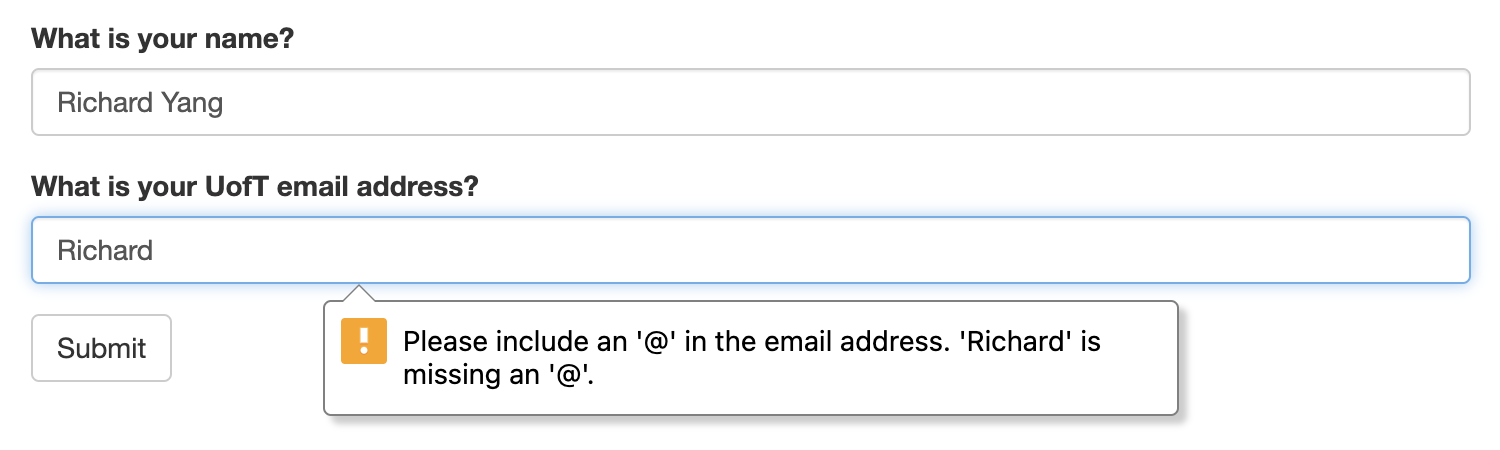 What is your name?
Richard Yang
What is your UofT email address?
Richard
Submit
Please include an '@' in the email address. 'Richard' is
missing an '@'.